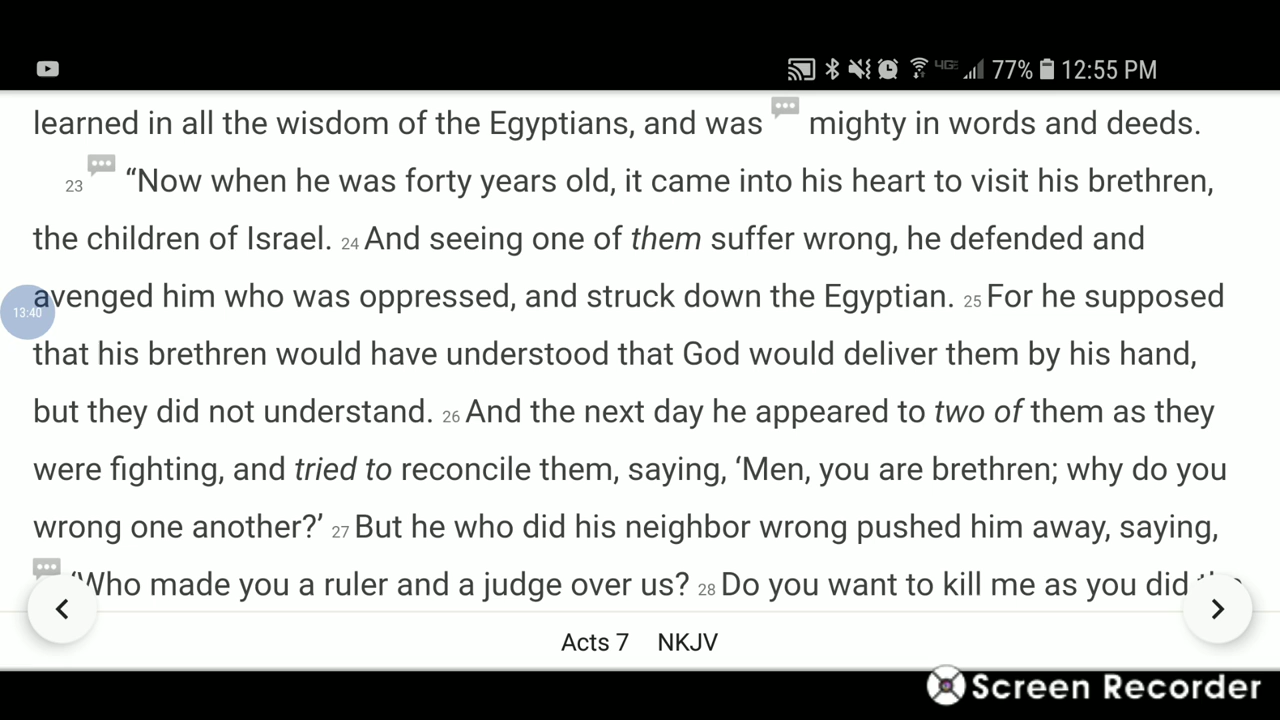 77% 12:55 PM
learned in all the wisdom of the Egyptians, and was mighty in words and deeds.
23 “Now when he was forty years old, it came into his heart to visit his brethren,
the children of Israel. 24 And seeing one of them suffer wrong, he defended and
avenged him who was oppressed, and struck down the Egyptian. 25 For he supposed
13:40
that his brethren would have understood that God would deliver them by his hand,
but they did not understand. 26 And the next day he appeared to two of them as they
were fighting, and tried to reconcile them, saying, ‘Men, you are brethren; why do you
wrong one another?’ 27 But he who did his neighbor wrong pushed him away, saying,
‘Who made you a ruler and a judge over us? 28 Do you want to kill me as you did
Acts 7 NKJV
Screen Recorder